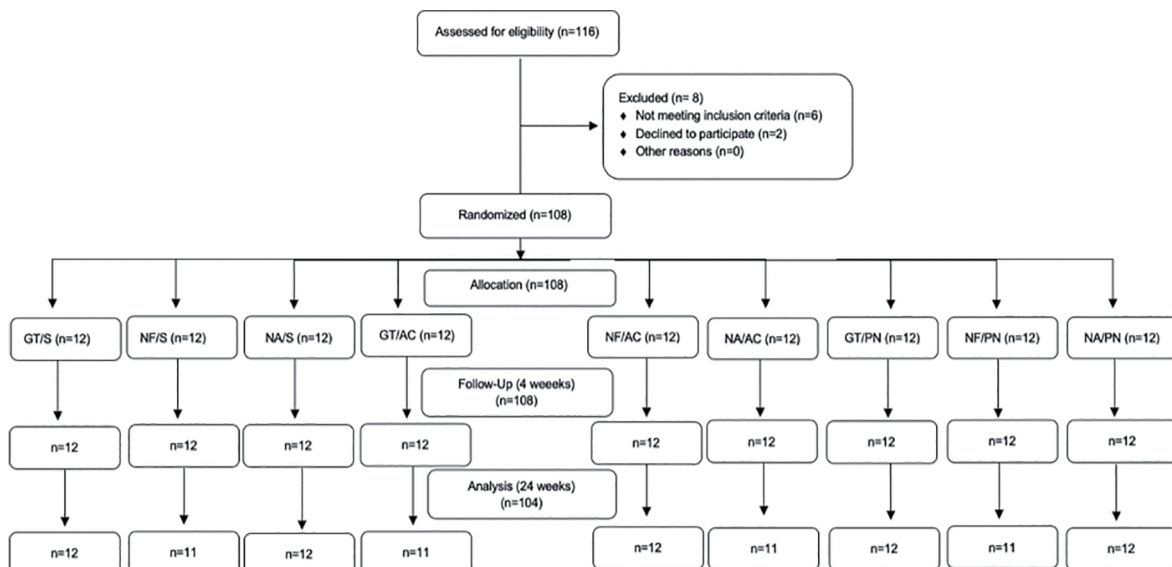 Assessed for eligibility (n=116)
Excluded (n= 8)
♦ Not meeting inclusion criteria (n=6)
♦ Declined to participate (n=2)
♦ Other reasons (n=0)
Randomized (n=108)
Allocation (n=108)
GT/S (n=12)
NF/S (n=12)
NA/S (n=12)
GT/AC (n=12)
NF/AC (n=12)
NA/AC (n=12)
GT/PN (n=12)
NF/PN (n=12)
NA/PN (n=12)
Follow-Up (4 weeeks)
(n=108)
n=12
n=12
n=12
n=12
n=12
n=12
n=12
n=12
n=12
Analysis (24 weeks)
(n=104)
n=12
n=11
n=12
n=11
n=12
n=11
n=12
n=11
n=12